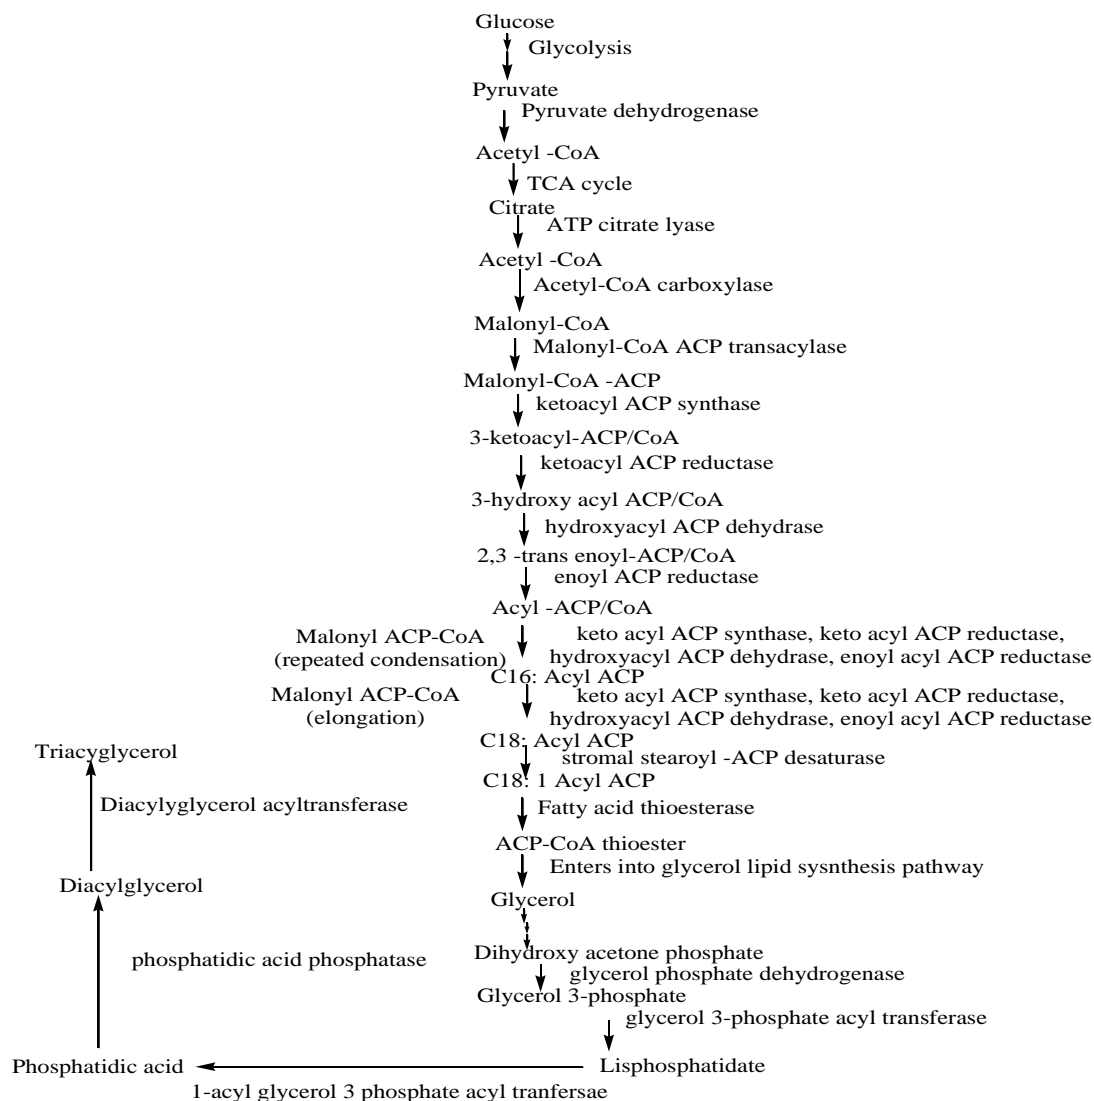 Glucose
Glycolysis
Pyruvate
Pyruvate dehydrogenase
Acetyl -CoA
TCA cycle
Citrate
ATP citrate lyase
Acetyl -CoA
Acetyl-CoA carboxylase
Malonyl-CoA
Malonyl-CoA ACP transacylase
Malonyl-CoA -ACP
ketoacyl ACP synthase
3-ketoacyl-ACP/CoA
ketoacyl ACP reductase
3-hydroxy acyl ACP/CoA
hydroxyacyl ACP dehydrase
2,3 -trans enoyl-ACP/CoA
enoyl ACP reductase
Acyl -ACP/CoA
Malonyl ACP-CoA
(repeated condensation)
keto acyl ACP synthase, keto acyl ACP reductase,
hydroxyacyl ACP dehydrase, enoyl acyl ACP reductase
C16: Acyl ACP
Malonyl ACP-CoA
(elongation)
keto acyl ACP synthase, keto acyl ACP reductase,
hydroxyacyl ACP dehydrase, enoyl acyl ACP reductase
C18: Acyl ACP
stromal stearoyl -ACP desaturase
C18: 1 Acyl ACP
Fatty acid thioesterase
ACP-CoA thioester
Enters into glycerol lipid sysnthesis pathway
Glycerol
Dihydroxy acetone phosphate
glycerol phosphate dehydrogenase
Glycerol 3-phosphate
glycerol 3-phosphate acyl transferase
Lisphosphatidate
1-acyl glycerol 3 phosphate acyl tranfersae
Phosphatidic acid
phosphatidic acid phosphatase
Diacylglycerol
Diacylyglycerol acyltransferase
Triacyglycerol